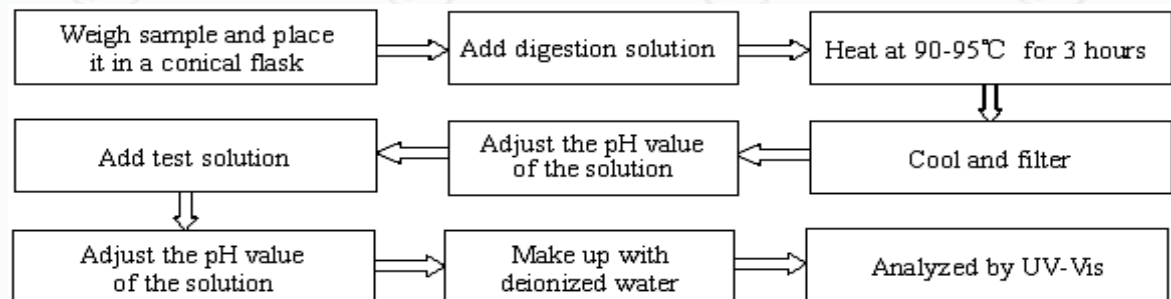 Weigh sample and place
it in a conical flask
Add digestion solution
Heat at 90-95℃ for 3 hours
Cool and filter
Adjust the pH value
of the solution
Add test solution
Adjust the pH value
of the solution
Make up with
deionized water
Analyzed by UV-Vis